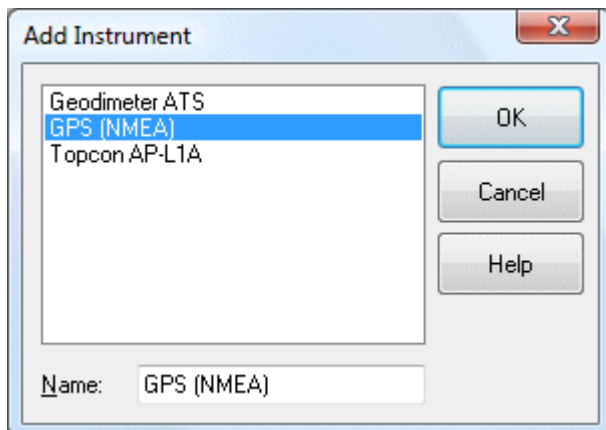 Add Instrument
Geodimeter ATS
GPS (NMEA)
Topcon AP-L1A
OK
Cancel
Help
Name: GPS (NMEA)